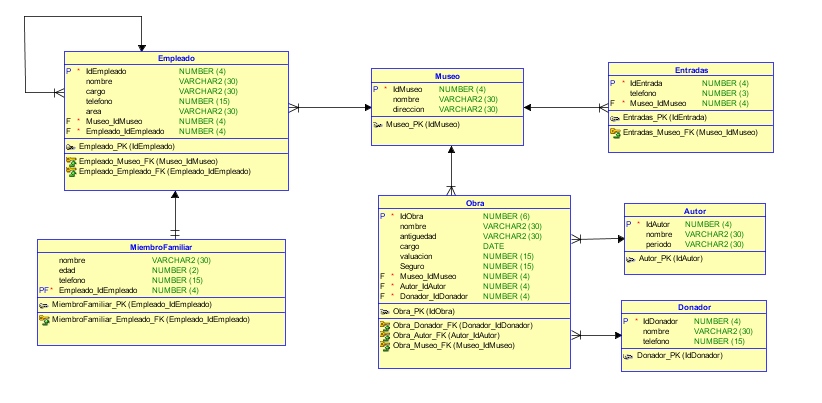 Empleado
P * IdEmpleado NUMBER (4)
nombre VARCHAR2 (30)
cargo VARCHAR2 (30)
telefono NUMBER (15)
area VARCHAR2 (30)
F * Museo_IdMuseo NUMBER (4)
F * Empleado_IdEmpleado NUMBER (4)
Empleado_PK (IdEmpleado)
Empleado_Museo_FK (Museo_IdMuseo)
Empleado_Empleado_FK (Empleado_IdEmpleado)
Museo
P * IdMuseo NUMBER (4)
nombre VARCHAR2 (30)
direccion VARCHAR2 (30)
Museo_PK (IdMuseo)
Entradas
P * IdEntrada NUMBER (4)
telefono NUMBER (3)
F * Museo_IdMuseo NUMBER (4)
Entradas_PK (IdEntrada)
Entradas_Museo_FK (Museo_IdMuseo)
MiembroFamiliar
nombre VARCHAR2 (30)
edad NUMBER (2)
telefono NUMBER (15)
PF * Empleado_IdEmpleado NUMBER (4)
MiembroFamiliar_PK (Empleado_IdEmpleado)
MiembroFamiliar_Empleado_FK (Empleado_IdEmpleado)
Obra
P * IdObra NUMBER (6)
nombre VARCHAR2 (30)
antiguedad VARCHAR2 (30)
cargo DATE
valuacion NUMBER (15)
Seguro NUMBER (15)
F * Museo_IdMuseo NUMBER (4)
F * Autor_IdAutor NUMBER (4)
F * Donador_IdDonador NUMBER (4)
Obra_PK (IdObra)
Obra_Donador_FK (Donador_IdDonador)
Obra_Autor_FK (Autor_IdAutor)
Obra_Museo_FK (Museo_IdMuseo)
Autor
P * IdAutor NUMBER (4)
nombre VARCHAR2 (30)
periodo VARCHAR2 (30)
Autor_PK (IdAutor)
Donador
P * IdDonador NUMBER (4)
nombre VARCHAR2 (30)
telefono NUMBER (15)
Donador_PK (IdDonador)